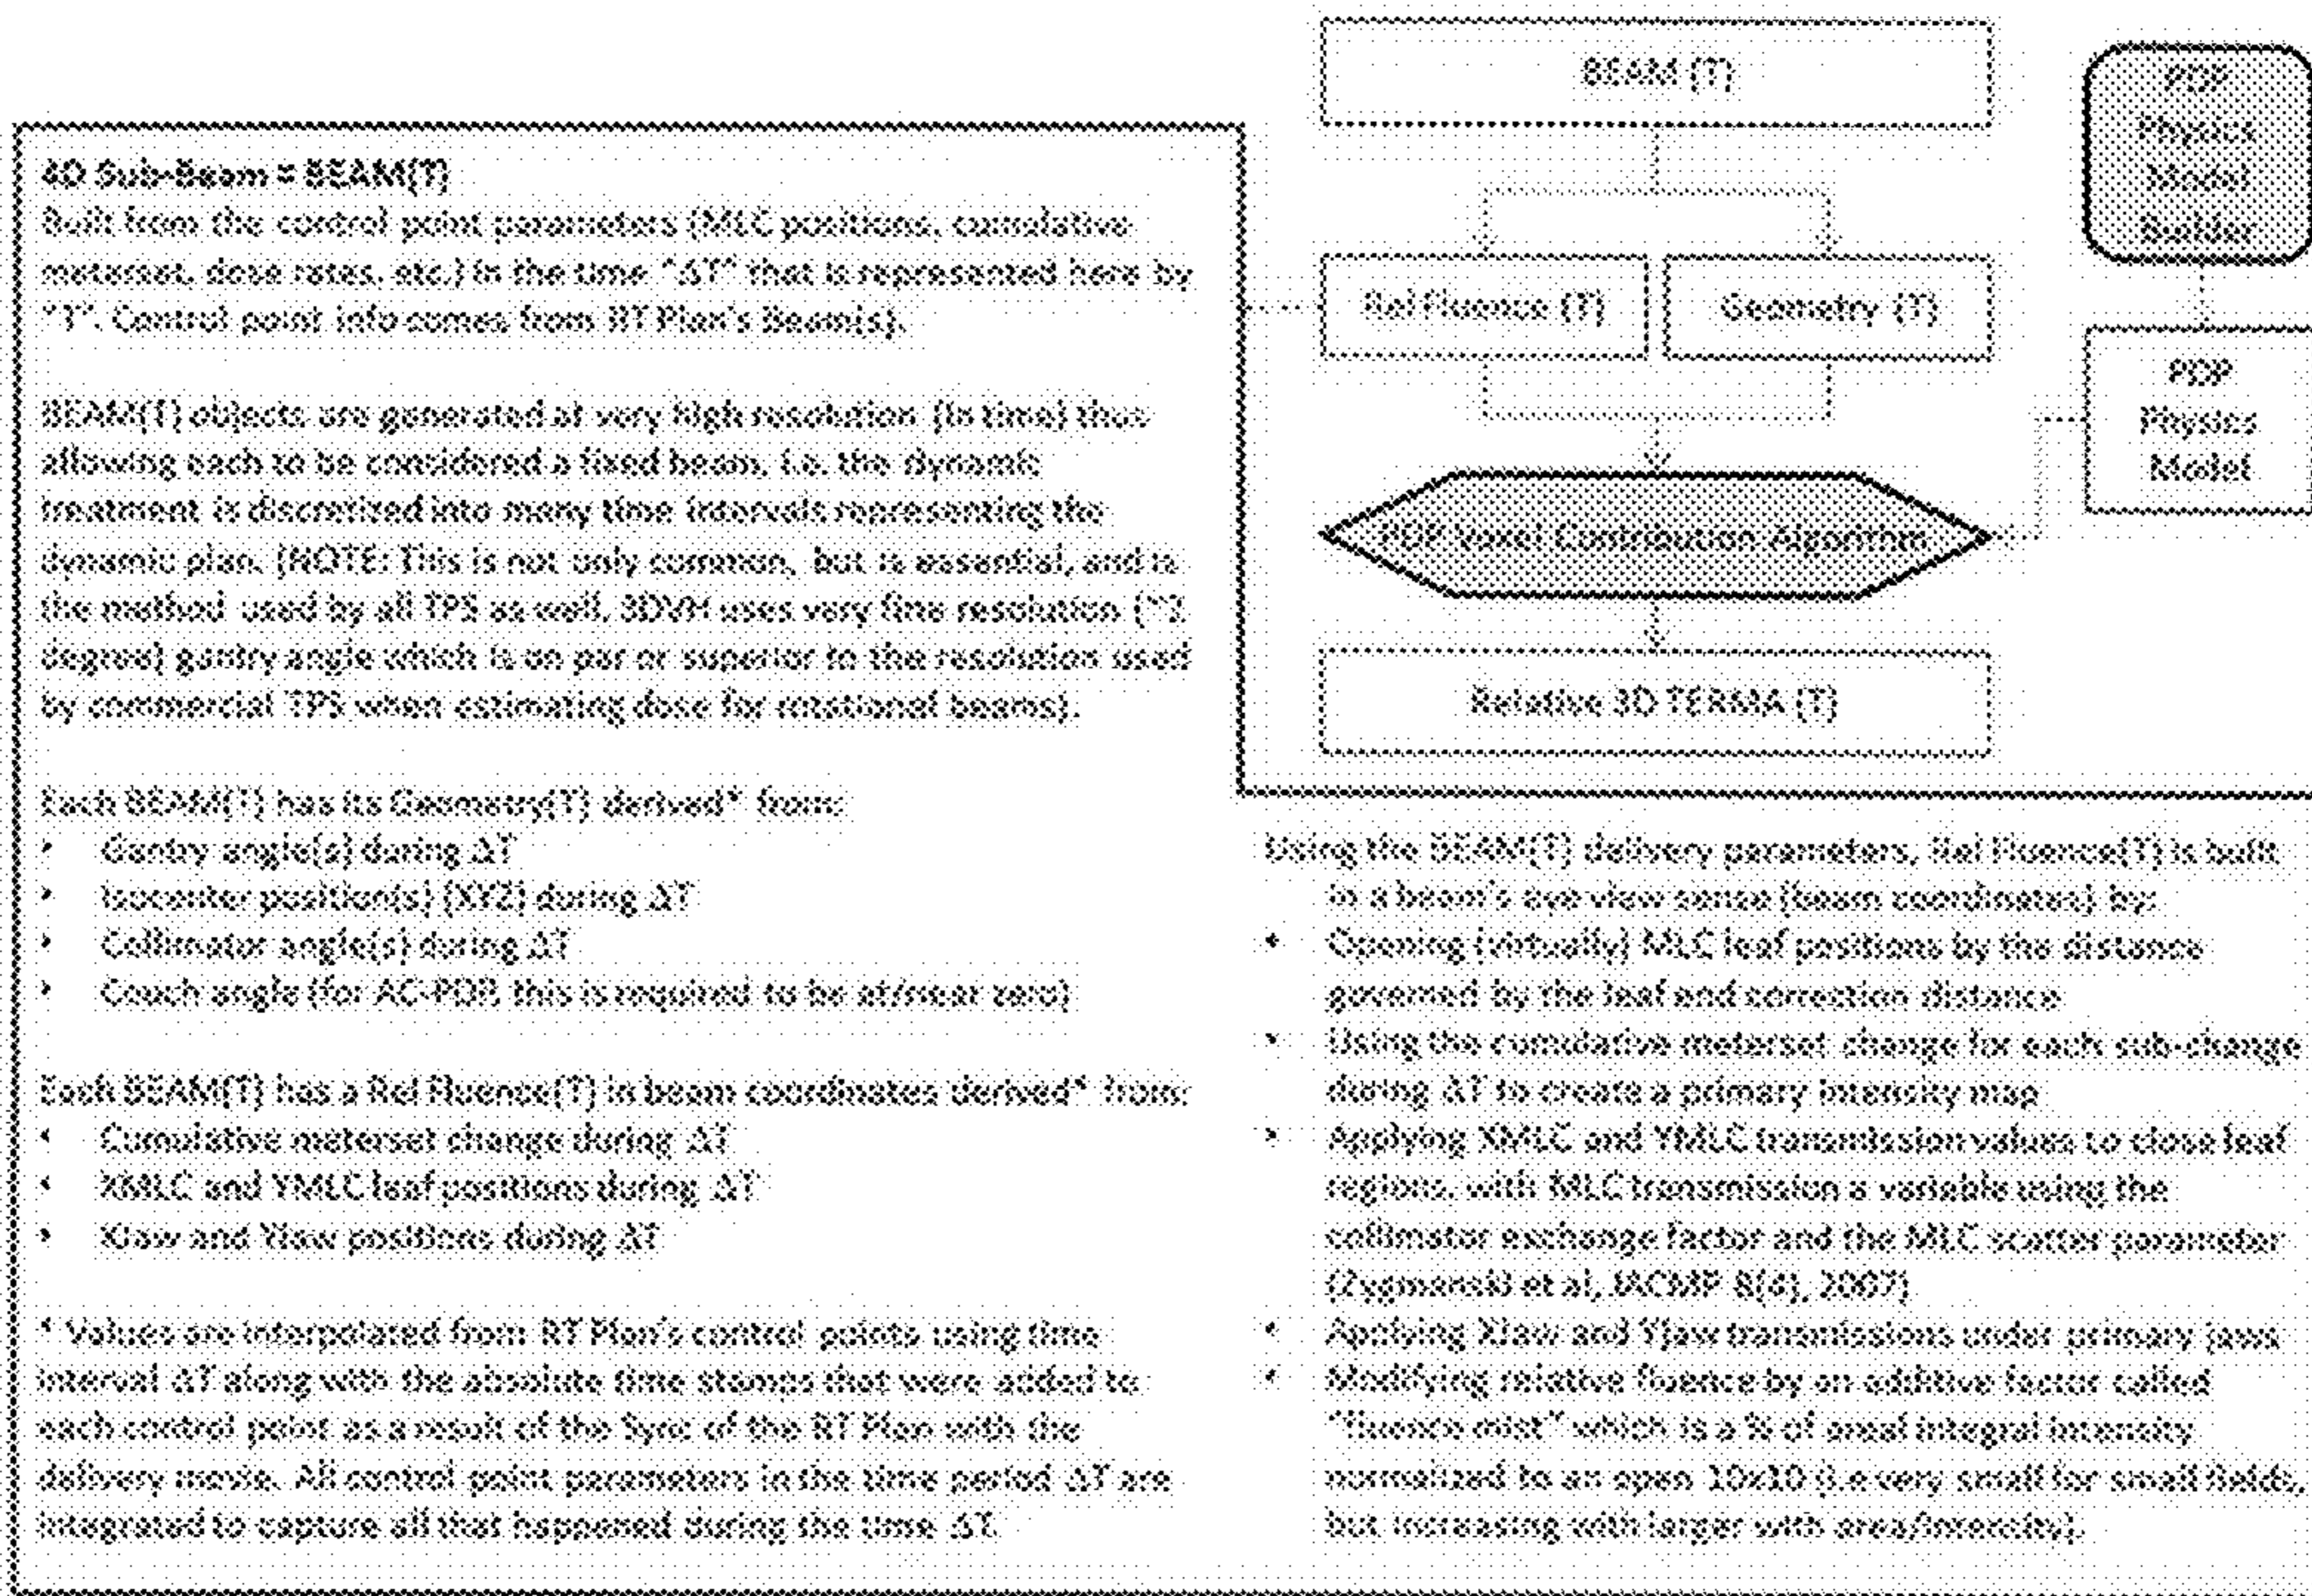 BEAM (T)
PDP
Physics
Model
Builder
Rel Fluence (T)
Geometry (T)
PDP
Physics
Model
PDP Voxel Contribution Algorithm
Relative 3D TERMA (T)
4D Sub-Beam = BEAM(T)
Built from the control point parameters (MLC positions, cumulative
meterset, dose rates, etc.) in the time "ΔT" that is represented here by
"T". Control point info comes from RT Plan's Beam(s).
BEAM(T) objects are generated at very high resolution (in time) thus
allowing each to be considered a fixed beam, i.e. the dynamic
treatment is discretized into many time intervals representing the
dynamic plan. (NOTE: This is not only common, but is essential, and is
the method used by all TPS as well. 3DVH uses very fine resolution (~2
degree) gantry angle which is on par or superior to the resolution used
by commercial TPS when estimating dose for rotational beams).
Each BEAM(T) has its Geometry(T) derived* from:
• Gantry angle(s) during ΔT
• Isocenter position(s) (XYZ) during ΔT
• Collimator angle(s) during ΔT
• Couch angle (for AC-PDP, this is required to be at/near zero)
Each BEAM(T) has a Rel Fluence(T) in beam coordinates derived* from:
• Cumulative meterset change during ΔT
• XMLC and YMLC leaf positions during ΔT
• XJaw and YJaw positions during ΔT
* Values are interpolated from RT Plan's control points using time
interval ΔT along with the absolute time stamps that were added to
each control point as a result of the Sync of the RT Plan with the
delivery movie. All control point parameters in the time period ΔT are
integrated to capture all that happened during the time ΔT.
Using the BEAM(T) delivery parameters, Rel Fluence(T) is built
in a beam's eye view sense (beam coordinates) by:
• Opening (virtually) MLC leaf positions by the distance
governed by the leaf end correction distance
• Using the cumulative meterset change for each sub-change
during ΔT to create a primary intensity map
• Applying XMLC and YMLC transmission values to close leaf
regions, with MLC transmission a variable using the
collimator exchange factor and the MLC scatter parameter
(Zygmanski et al, JACMP 8(4), 2007)
• Applying XJaw and YJaw transmissions under primary jaws
• Modifying relative fluence by an additive factor called
"fluence mist" which is a % of areal integral intensity
normalized to an open 10x10 (i.e very small for small fields,
but increasing with larger with area/intensity).